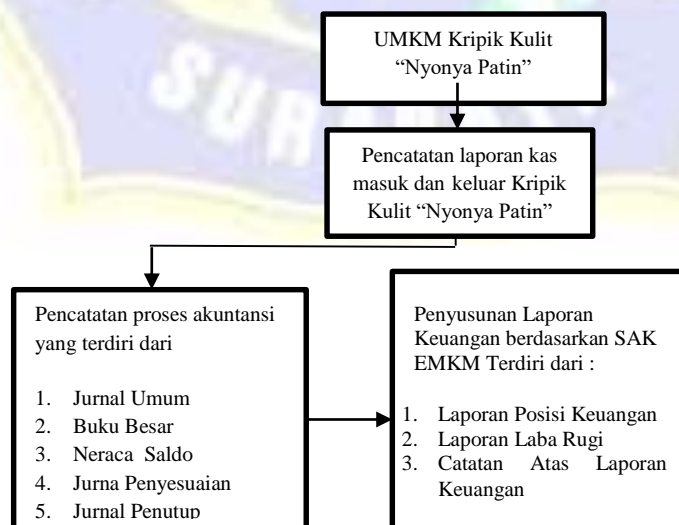 UMKM Kripik Kulit
“Nyonya Patin”
Pencatatan laporan kas
masuk dan keluar Kripik
Kulit “Nyonya Patin”
Pencatatan proses akuntansi
yang terdiri dari
1. Jurnal Umum
2. Buku Besar
3. Neraca Saldo
4. Jurna Penyesuaian
5. Jurnal Penutup
Penyusunan Laporan
Keuangan berdasarkan SAK
EMKM Terdiri dari :
1. Laporan Posisi Keuangan
2. Laporan Laba Rugi
3. Catatan Atas Laporan
Keuangan